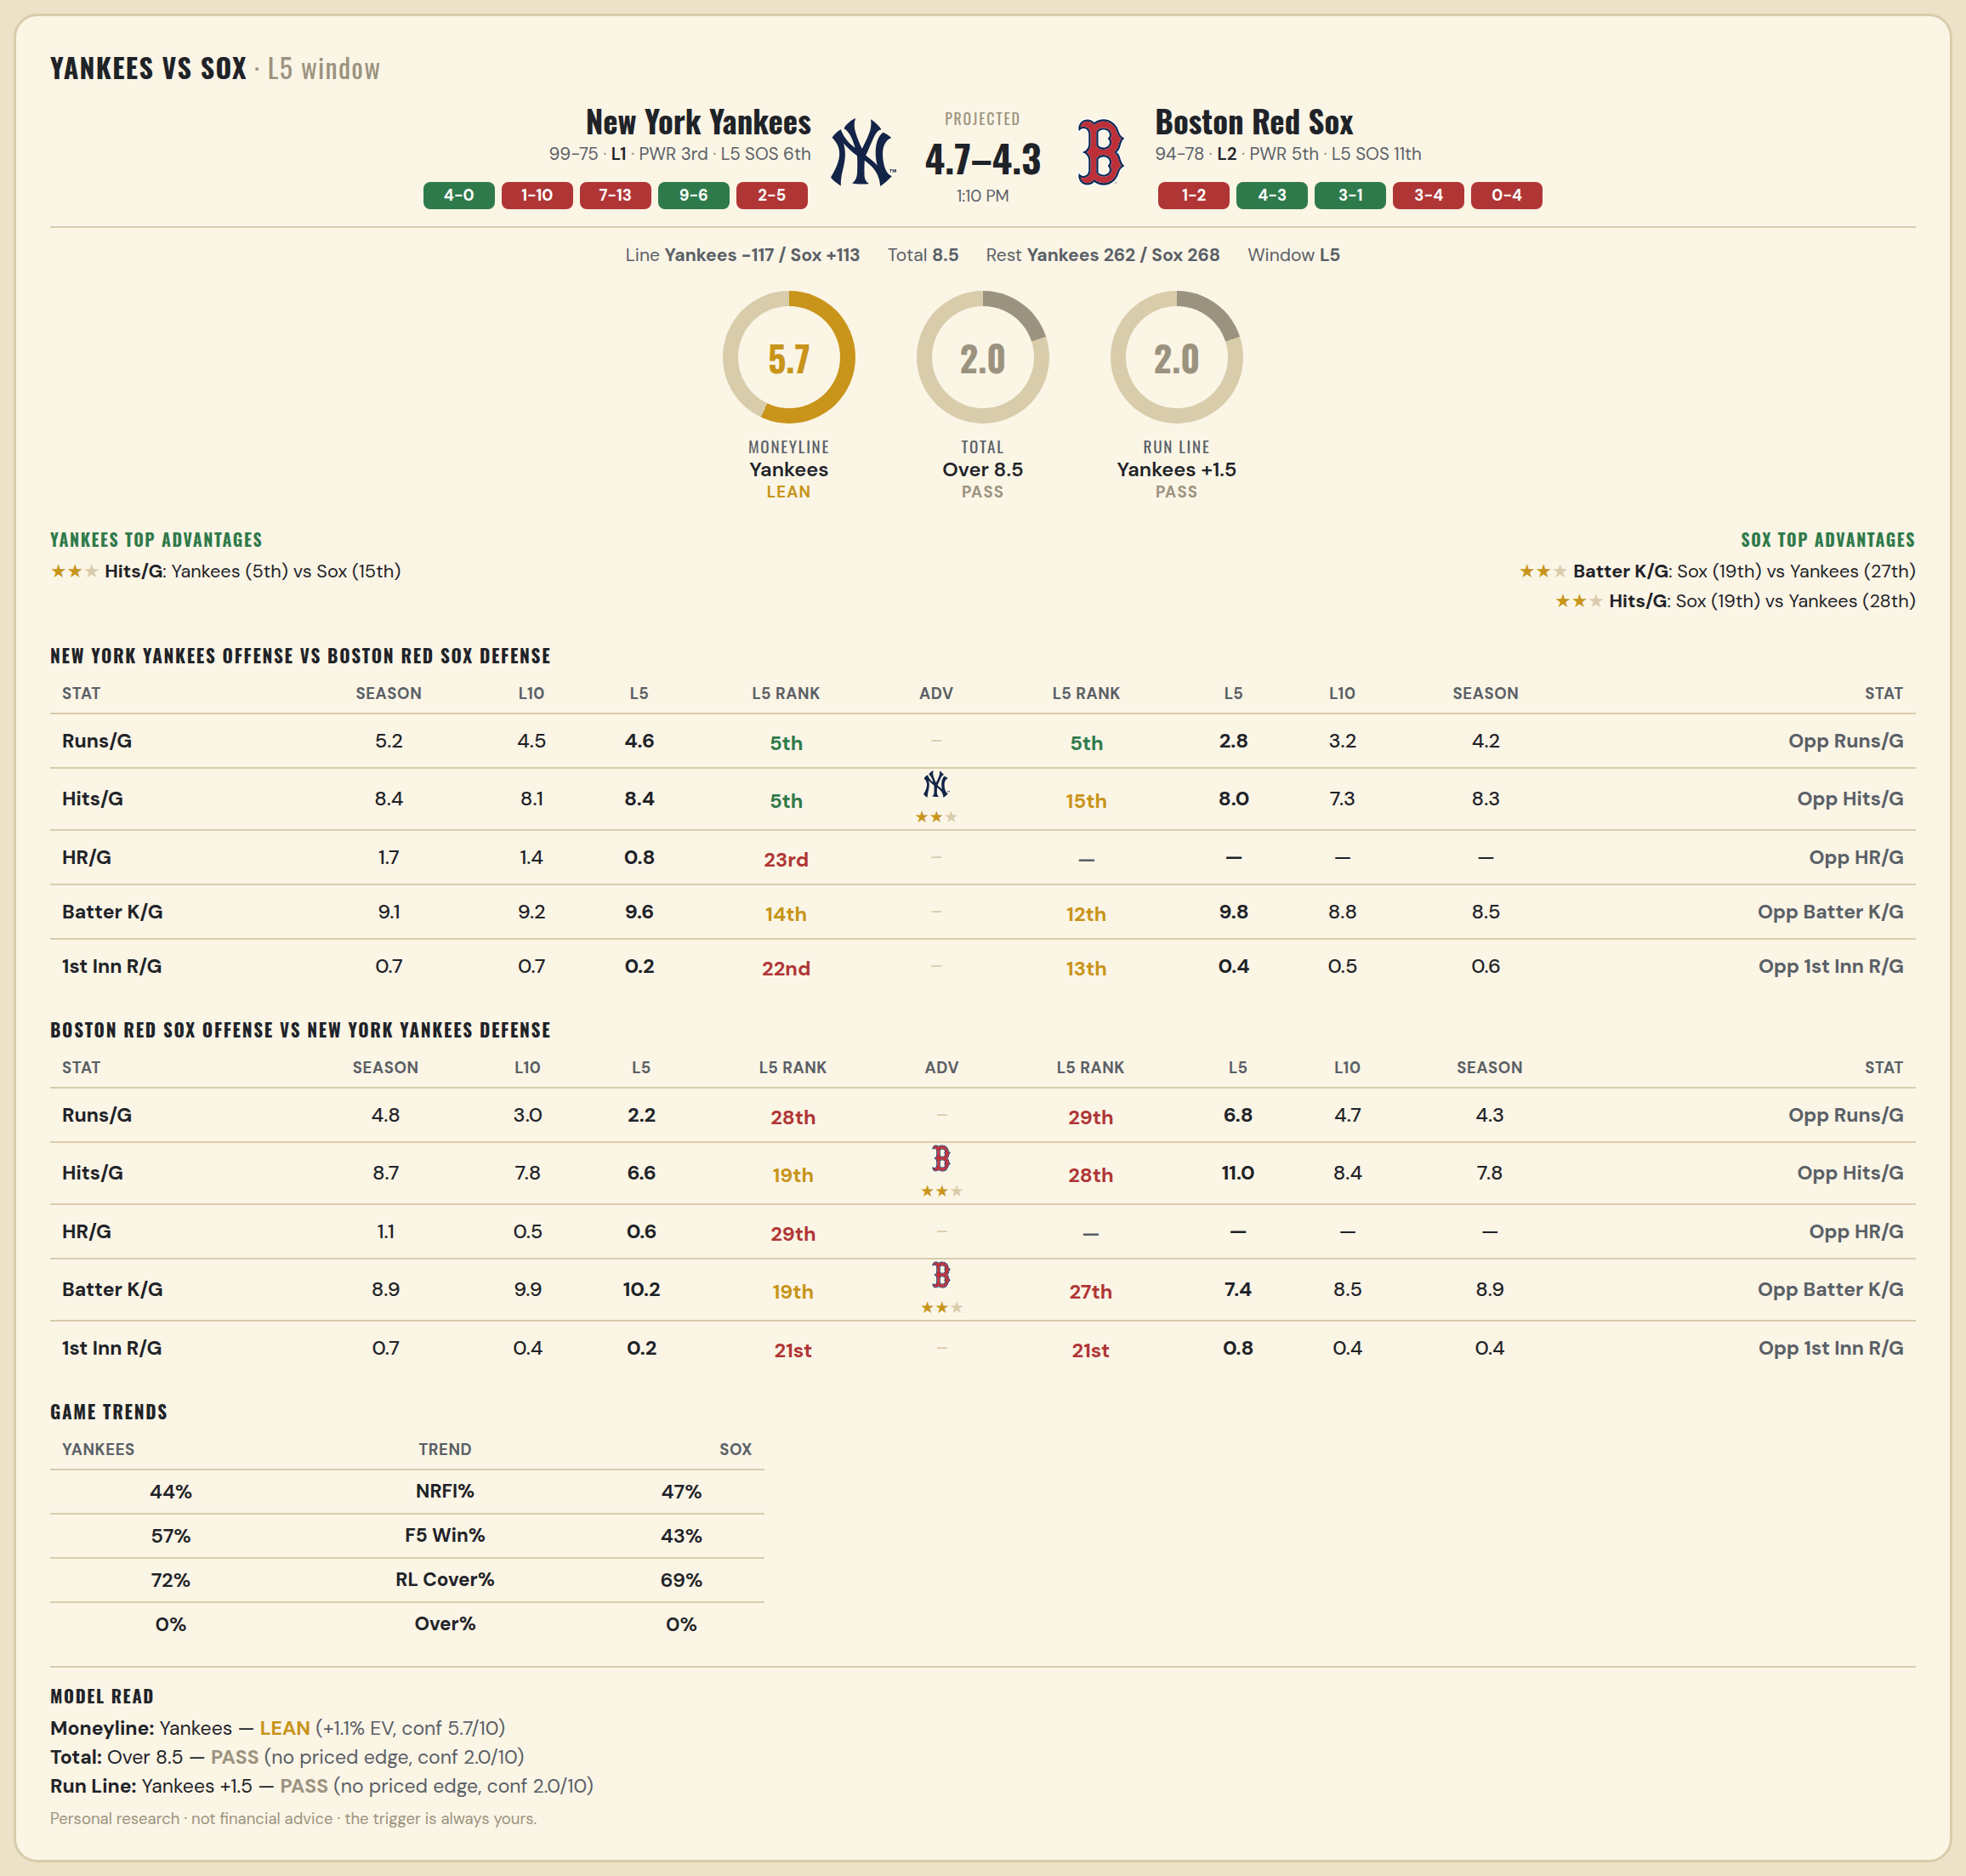 YANKEES VS SOX · L5 window
New York Yankees
99-75 · L1 · PWR 3rd · L5 SOS 6th
4-0 1-10 7-13 9-6 2-5
PROJECTED
4.7–4.3
1:10 PM
Boston Red Sox
94-78 · L2 · PWR 5th · L5 SOS 11th
1-2 4-3 3-1 3-4 0-4
Line Yankees -117 / Sox +113 Total 8.5 Rest Yankees 262 / Sox 268 Window L5
5.7 2.0 2.0
MONEYLINE TOTAL RUN LINE
Yankees Over 8.5 Yankees +1.5
LEAN PASS PASS
YANKEES TOP ADVANTAGES
★★★ Hits/G: Yankees (5th) vs Sox (15th)
SOX TOP ADVANTAGES
★★★ Batter K/G: Sox (19th) vs Yankees (27th)
★★★ Hits/G: Sox (19th) vs Yankees (28th)
NEW YORK YANKEES OFFENSE VS BOSTON RED SOX DEFENSE
STAT SEASON L10 L5 L5 RANK ADV L5 RANK L5 L10 SEASON STAT
Runs/G 5.2 4.5 4.6 5th – 5th 2.8 3.2 4.2 Opp Runs/G
Hits/G 8.4 8.1 8.4 5th ★★★ 15th 8.0 7.3 8.3 Opp Hits/G
HR/G 1.7 1.4 0.8 23rd – — — — — Opp HR/G
Batter K/G 9.1 9.2 9.6 14th – 12th 9.8 8.8 8.5 Opp Batter K/G
1st Inn R/G 0.7 0.7 0.2 22nd – 13th 0.4 0.5 0.6 Opp 1st Inn R/G
BOSTON RED SOX OFFENSE VS NEW YORK YANKEES DEFENSE
STAT SEASON L10 L5 L5 RANK ADV L5 RANK L5 L10 SEASON STAT
Runs/G 4.8 3.0 2.2 28th – 29th 6.8 4.7 4.3 Opp Runs/G
Hits/G 8.7 7.8 6.6 19th B ★★★ 28th 11.0 8.4 7.8 Opp Hits/G
HR/G 1.1 0.5 0.6 29th – — — — — Opp HR/G
Batter K/G 8.9 9.9 10.2 19th B ★★★ 27th 7.4 8.5 8.9 Opp Batter K/G
1st Inn R/G 0.7 0.4 0.2 21st – 21st 0.8 0.4 0.4 Opp 1st Inn R/G
GAME TRENDS
YANKEES TREND SOX
44% NRFI% 47%
57% F5 Win% 43%
72% RL Cover% 69%
0% Over% 0%
MODEL READ
Moneyline: Yankees — LEAN (+1.1% EV, conf 5.7/10)
Total: Over 8.5 — PASS (no priced edge, conf 2.0/10)
Run Line: Yankees +1.5 — PASS (no priced edge, conf 2.0/10)
Personal research · not financial advice · the trigger is always yours.